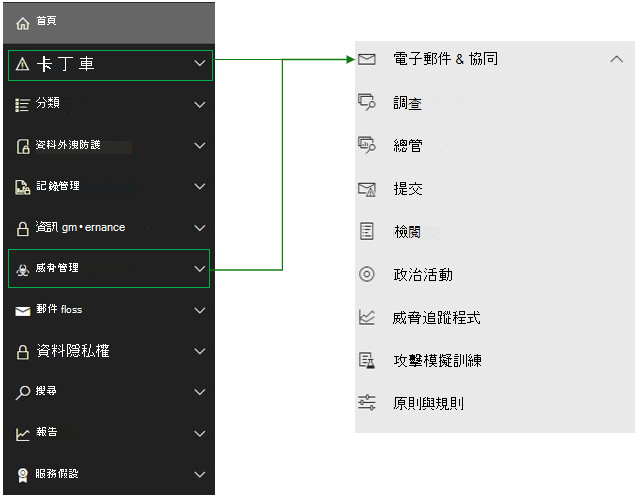 首頁
卡丁車
分類
資料外洩防護
記錄管理
資訊 gm•ernance
威脅管理
郵件 floss
資料隱私權
搜尋
報告
服務假設
電子郵件 & 協同
調查
總管
提交
檢閱
政治活動
威脅追蹤程式
攻擊模擬訓練
原則與規則